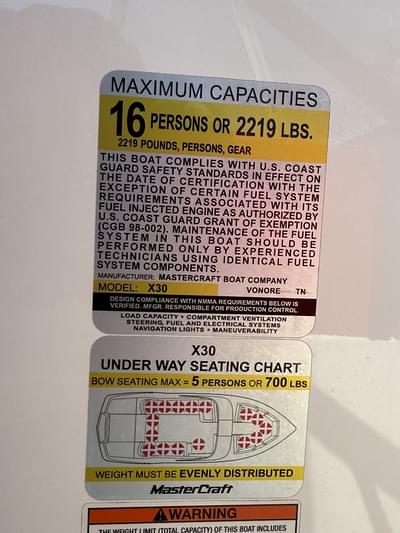 MAXIMUM CAPACITIES
16 PERSONS OR 2219 LBS.
2219 POUNDS, PERSONS, GEAR
THIS BOAT COMPLIES WITH U.S. COAST
GUARD SAFETY STANDARDS IN EFFECT ON
THE DATE OF CERTIFICATION WITH THE
EXCEPTION OF CERTAIN FUEL SYSTEM
REQUIREMENTS ASSOCIATED WITH ITS
FUEL INJECTED ENGINE AS AUTHORIZED BY
U.S. COAST GUARD GRANT OF EXEMPTION
(CGB 98-002). MAINTENANCE OF THE FUEL
SYSTEM IN THIS BOAT SHOULD BE
PERFORMED ONLY BY EXPERIENCED
TECHNICIANS USING IDENTICAL FUEL
SYSTEM COMPONENTS.
MANUFACTURER: MASTERCRAFT BOAT COMPANY
MODEL: X30 VONORE TN
DESIGN COMPLIANCE WITH NMMA REQUIREMENTS BELOW IS
VERIFIED. MFGR. RESPONSIBLE FOR PRODUCTION CONTROL
LOAD CAPACITY • COMPARTMENT VENTILATION
STEERING, FUEL AND ELECTRICAL SYSTEMS
NAVIGATION LIGHTS • MANEUVERABILITY
X30
UNDER WAY SEATING CHART
BOW SEATING MAX = 5 PERSONS OR 700 LBS
WEIGHT MUST BE EVENLY DISTRIBUTED
MasterCraft
WARNING
THE WEIGHT LIMIT (TOTAL CAPACITY) OF THIS BOAT INCLUDES